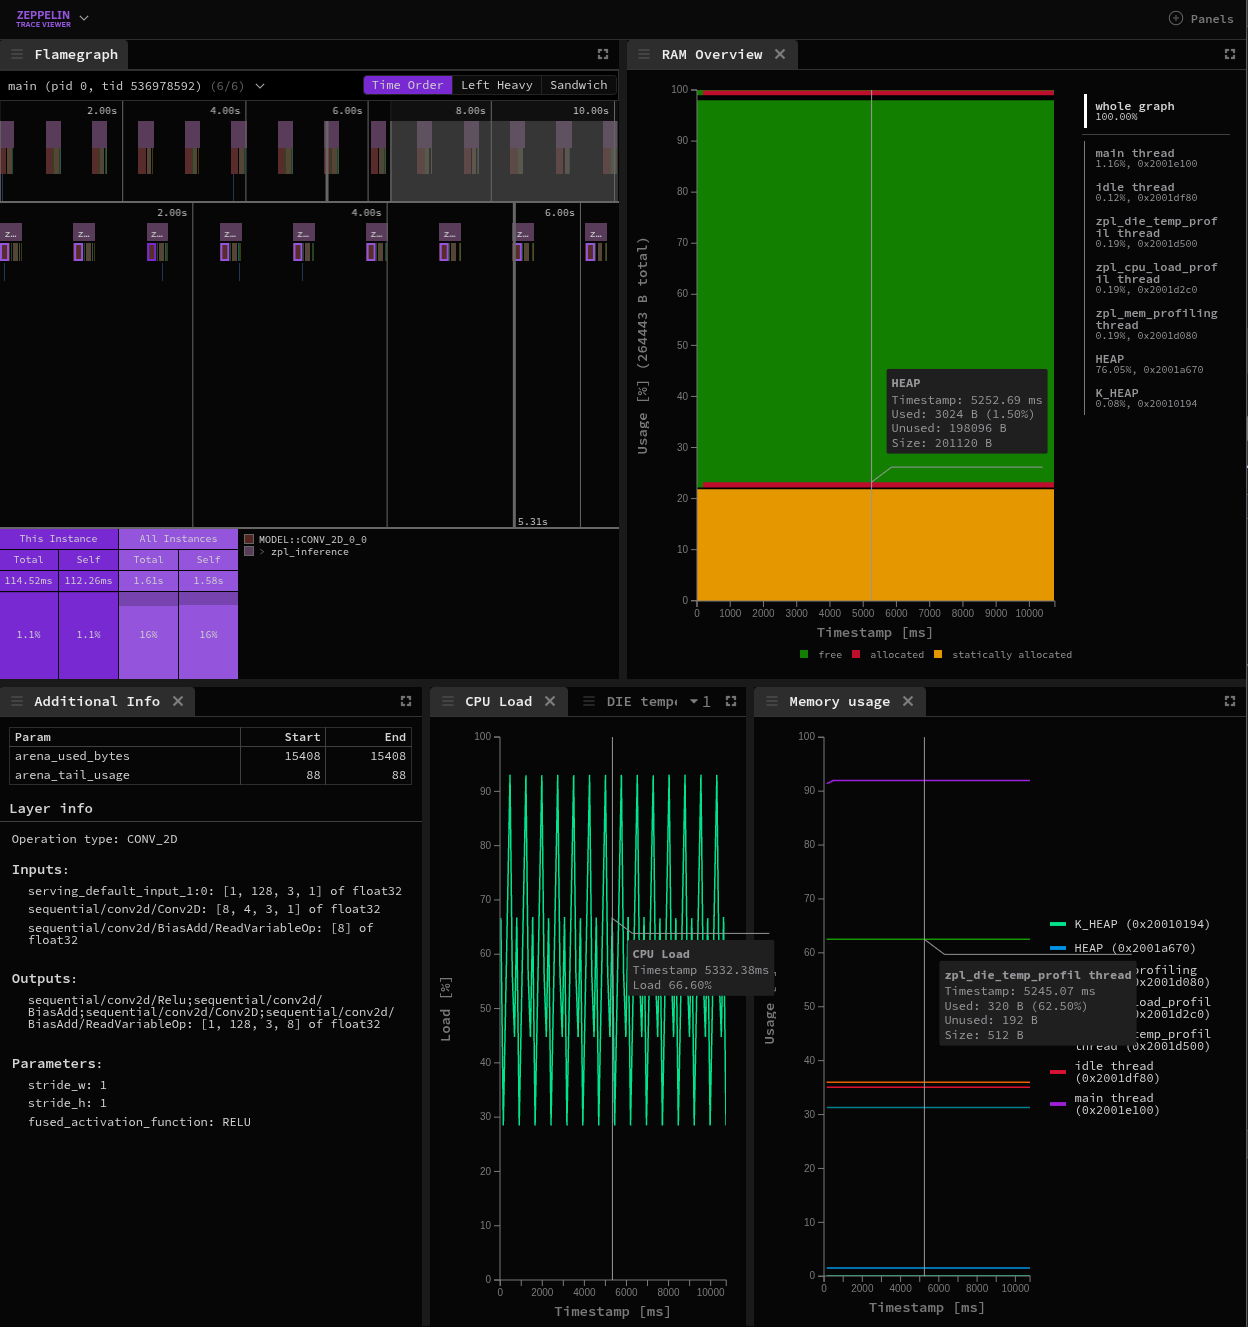 ZEPPELIN
TRACE VIEWER
Panels
Flamegraph
main (pid 0, tid 536978592) (6/6)
Time Order
Left Heavy
Sandwich
2.00s
4.00s
6.00s
8.00s
10.00s
2.00s
4.00s
6.00s
z…
z…
z…
z…
z…
z…
z…
z…
z…
5.31s
This Instance
All Instances
Total
Self
Total
Self
114.52ms
112.26ms
1.61s
1.58s
1.1%
1.1%
16%
16%
MODEL::CONV_2D_0_0
> zpl_inference
RAM Overview
100
90
80
70
60
50
40
30
20
10
0
Usage [%] (264443 B total)
HEAP
Timestamp: 5252.69 ms
Used: 3024 B (1.50%)
Unused: 198096 B
Size: 201120 B
0
1000
2000
3000
4000
5000
6000
7000
8000
9000
10000
Timestamp [ms]
free
allocated
statically allocated
whole graph
100.00%
main thread
1.16%, 0x2001e100
idle thread
0.12%, 0x2001df80
zpl_die_temp_prof
il thread
0.19%, 0x2001d500
zpl_cpu_load_prof
il thread
0.19%, 0x2001d2c0
zpl_mem_profiling
thread
0.19%, 0x2001d080
HEAP
76.05%, 0x2001a670
K_HEAP
0.08%, 0x20010194
Additional Info
Param
Start
End
arena_used_bytes
15408
15408
arena_tail_usage
88
88
Layer info
Operation type: CONV_2D
Inputs:
serving_default_input_1:0: [1, 128, 3, 1] of float32
sequential/conv2d/Conv2D: [8, 4, 3, 1] of float32
sequential/conv2d/BiasAdd/ReadVariableOp: [8] of
float32
Outputs:
sequential/conv2d/Relu;sequential/conv2d/
BiasAdd;sequential/conv2d/Conv2D;sequential/conv2d/
BiasAdd/ReadVariableOp: [1, 128, 3, 8] of float32
Parameters:
stride_w: 1
stride_h: 1
fused_activation_function: RELU
CPU Load
DIE temp
1
100
90
80
70
60
50
40
30
20
10
0
Load [%]
CPU Load
Timestamp 5332.38ms
Load 66.60%
0
2000
4000
6000
8000
10000
Timestamp [ms]
Memory usage
100
90
80
70
60
50
40
30
20
10
0
Usage
zpl_die_temp_profil thread
Timestamp: 5245.07 ms
Used: 320 B (62.50%)
Unused: 192 B
Size: 512 B
0
2000
4000
6000
8000
10000
Timestamp [ms]
K_HEAP (0x20010194)
HEAP (0x2001a670)
rofiling
0x2001d080)
oad_profil
0x2001d2c0)
emp_profil
thread (0x2001d500)
idle thread
(0x2001df80)
main thread
(0x2001e100)